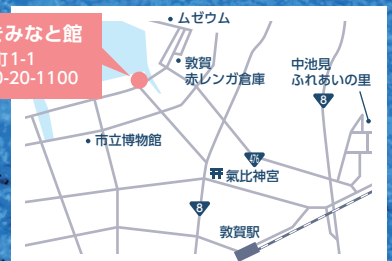 ムゼウム
きみなと館
町1-1
0-20-1100
敦賀
赤レンガ倉庫
中池見
ふれあいの里
8
市立博物館
476
氣比神宮
8
敦賀駅